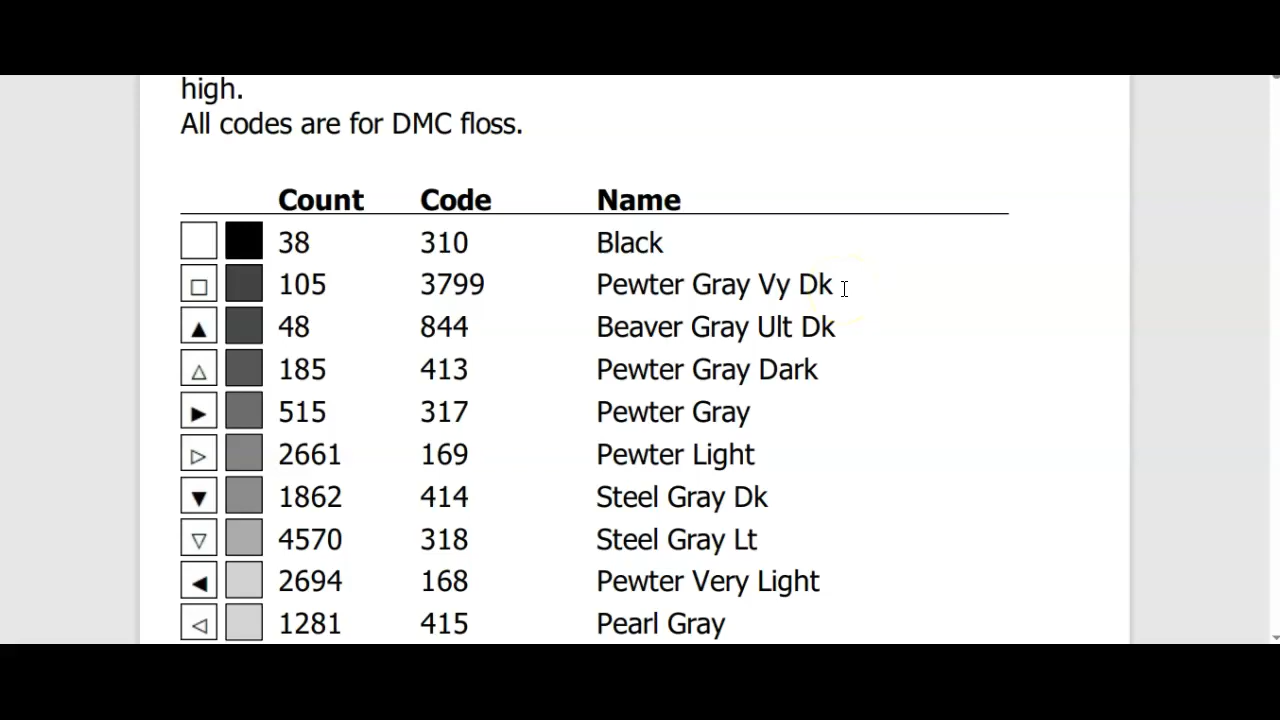 high.
All codes are for DMC floss.
Count Code Name
38 310 Black
105 3799 Pewter Gray Vy Dk
48 844 Beaver Gray Ult Dk
185 413 Pewter Gray Dark
515 317 Pewter Gray
2661 169 Pewter Light
1862 414 Steel Gray Dk
4570 318 Steel Gray Lt
2694 168 Pewter Very Light
1281 415 Pearl Gray